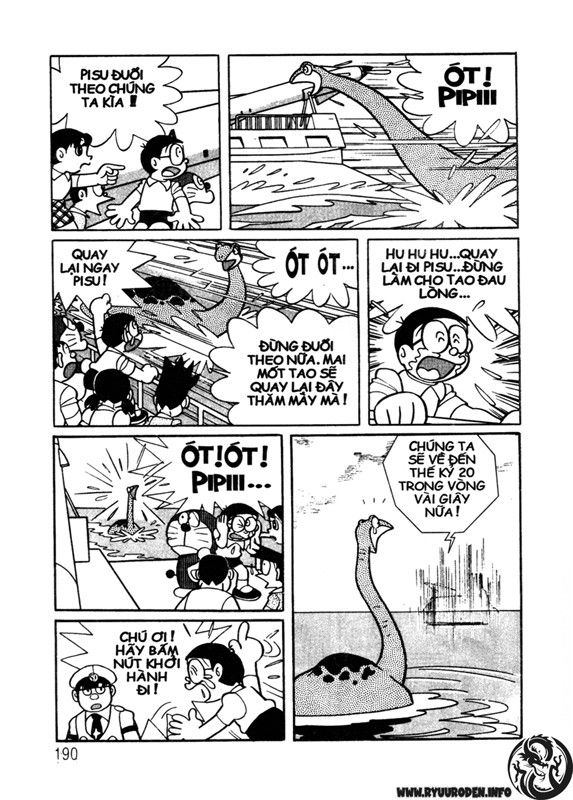 PISU ĐUỔI
THEO CHÚNG
TA KÌA !!
ÓT!
PIPIII
QUAY
LẠI NGAY
PISU!
ÓT ÓT...
ĐỪNG ĐUỔI
THEO NỮA. MAI
MỐT TAO SẼ
QUAY LẠI ĐÂY
THĂM MẦY MÀ!
HU HU HU...QUAY
LẠI ĐI PISU...ĐỪNG
LÀM CHO TAO ĐAU
LÒNG...
ÓT!ÓT!
PIPIII...
CHÚ ƠI!
HÃY BẤM
NÚT KHỞI
HÀNH
ĐI!
CHÚNG TA
SẼ VỀ ĐẾN
THẾ KỶ 20
TRONG VÒNG
VÀI GIÂY
NỮA!
190
WWW.RYUURODEN.INFO